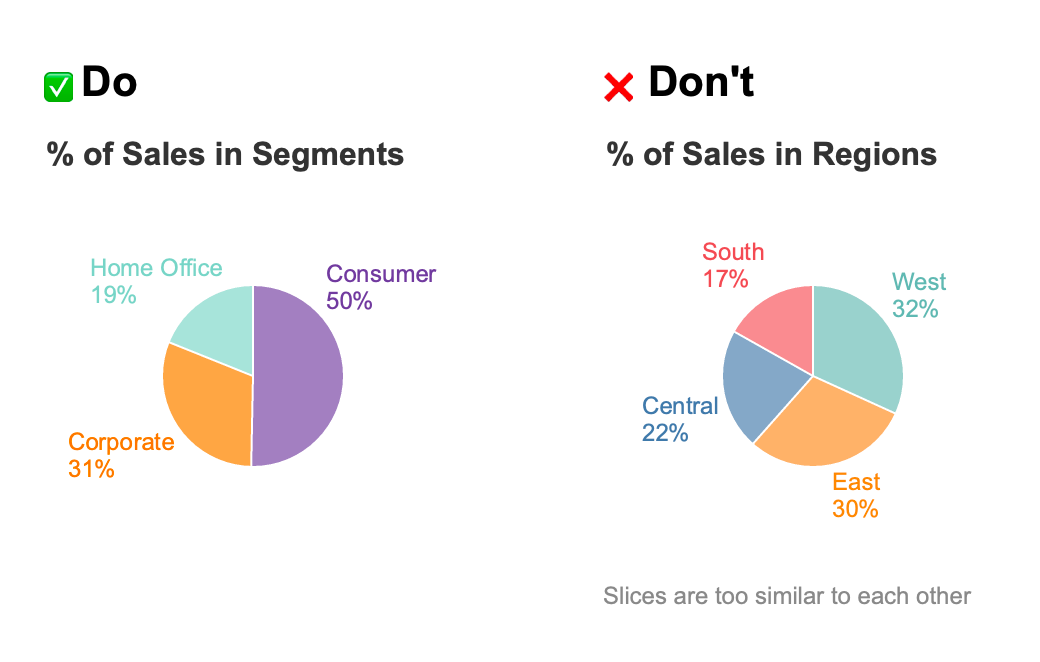 ✅ Do
% of Sales in Segments
Home Office
19%
Consumer
50%
Corporate
31%
❌ Don't
% of Sales in Regions
South
17%
West
32%
Central
22%
East
30%
Slices are too similar to each other